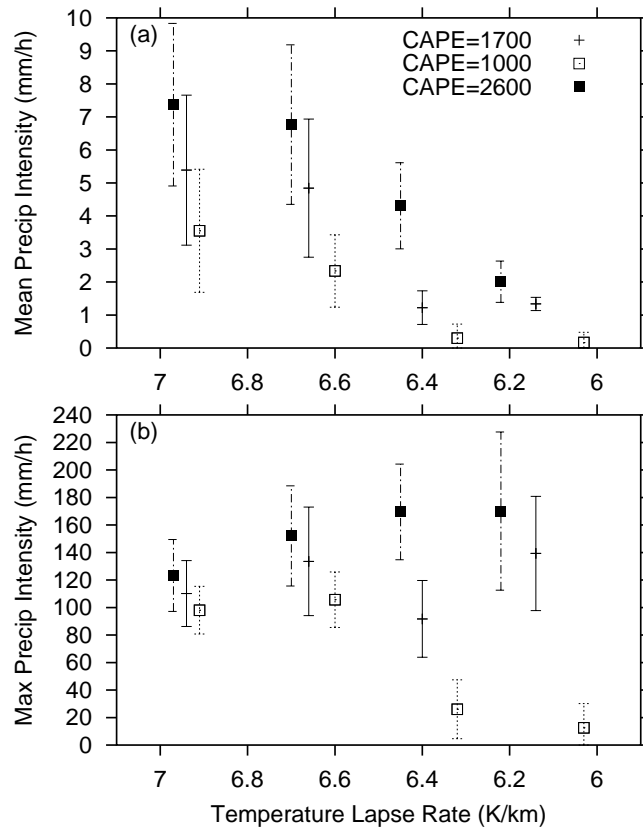 (a)
CAPE=1700
CAPE=1000
CAPE=2600
Mean Precip Intensity (mm/h)
10
9
8
7
6
5
4
3
2
1
0
7 6.8 6.6 6.4 6.2 6
(b)
Max Precip Intensity (mm/h)
240
220
200
180
160
140
120
100
80
60
40
20
0
7 6.8 6.6 6.4 6.2 6
Temperature Lapse Rate (K/km)